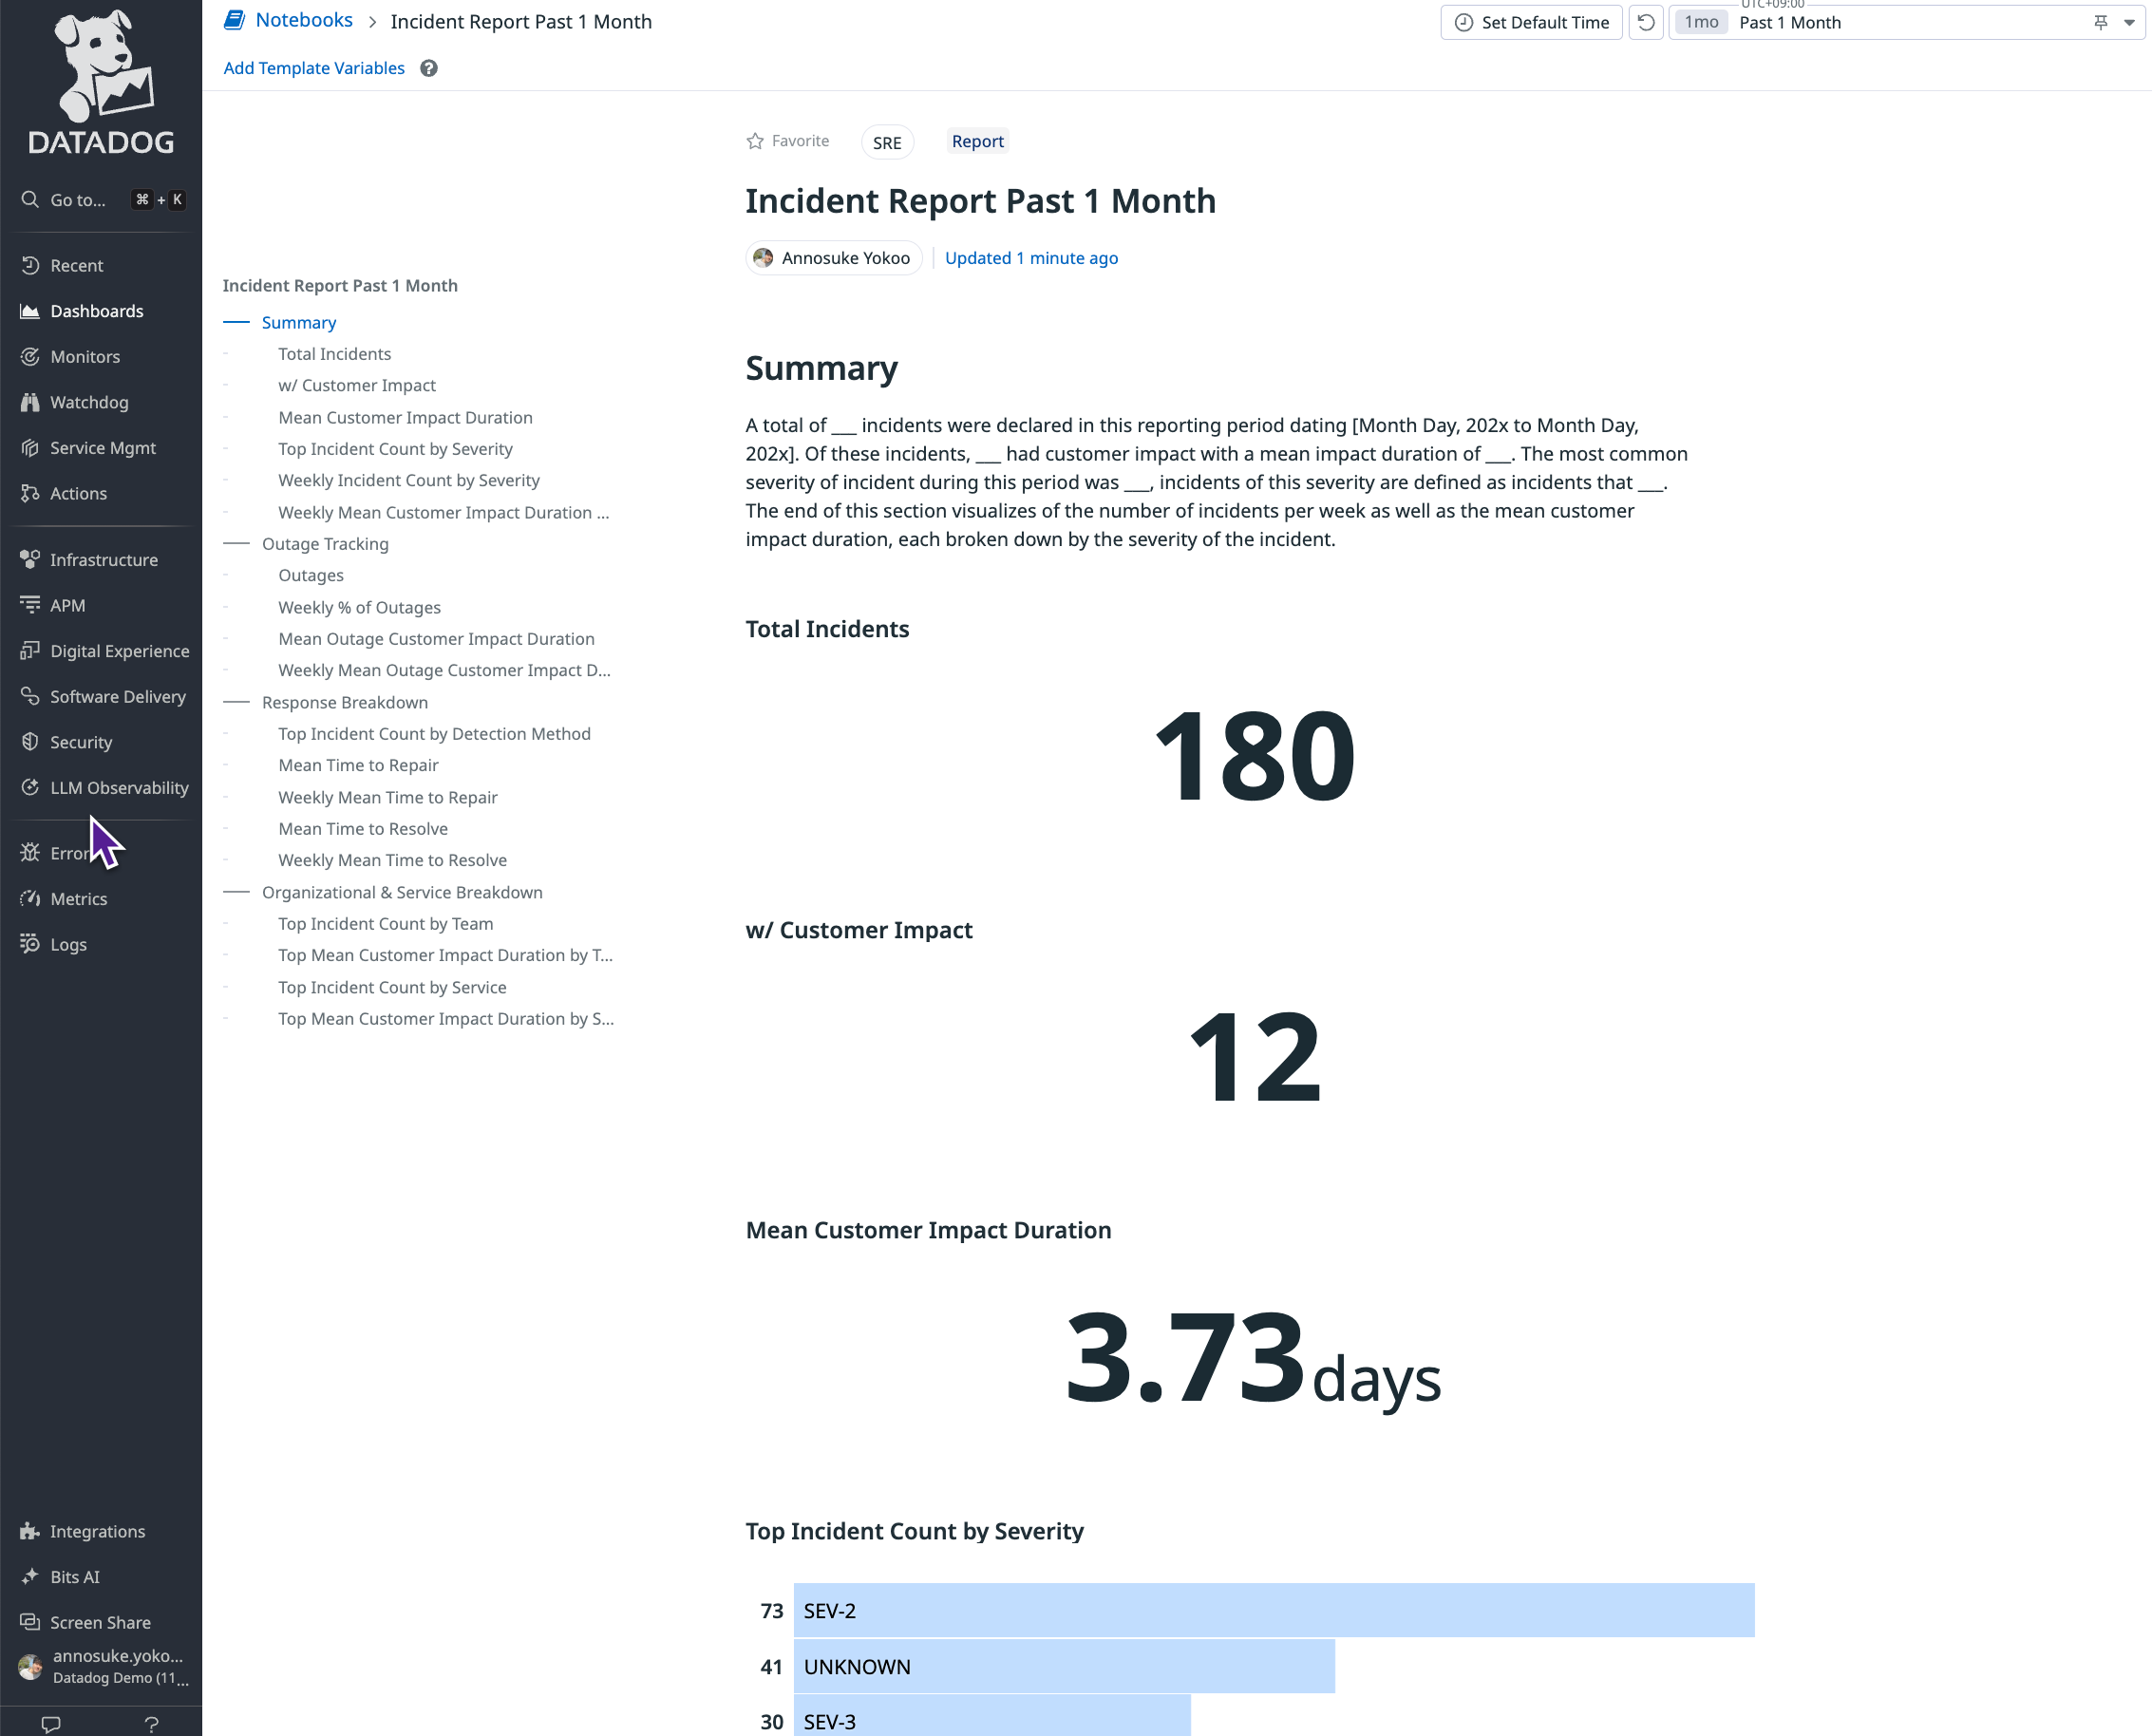 DATADOG
Go to... ⌘ + K
Recent
Dashboards
Monitors
Watchdog
Service Mgmt
Actions
Infrastructure
APM
Digital Experience
Software Delivery
Security
LLM Observability
Error
Metrics
Logs
Integrations
Bits AI
Screen Share
annosuke.yoko...
Datadog Demo (11...
Notebooks > Incident Report Past 1 Month
Set Default Time
UTC+09:00
1mo Past 1 Month
Add Template Variables ?
Incident Report Past 1 Month
Summary
Total Incidents
w/ Customer Impact
Mean Customer Impact Duration
Top Incident Count by Severity
Weekly Incident Count by Severity
Weekly Mean Customer Impact Duration ...
Outage Tracking
Outages
Weekly % of Outages
Mean Outage Customer Impact Duration
Weekly Mean Outage Customer Impact D...
Response Breakdown
Top Incident Count by Detection Method
Mean Time to Repair
Weekly Mean Time to Repair
Mean Time to Resolve
Weekly Mean Time to Resolve
Organizational & Service Breakdown
Top Incident Count by Team
Top Mean Customer Impact Duration by T...
Top Incident Count by Service
Top Mean Customer Impact Duration by S...
Favorite SRE Report
Incident Report Past 1 Month
Annosuke Yokoo Updated 1 minute ago
Summary
A total of ___ incidents were declared in this reporting period dating [Month Day, 202x to Month Day,
202x]. Of these incidents, ___ had customer impact with a mean impact duration of ___. The most common
severity of incident during this period was ___, incidents of this severity are defined as incidents that ___.
The end of this section visualizes of the number of incidents per week as well as the mean customer
impact duration, each broken down by the severity of the incident.
Total Incidents
180
w/ Customer Impact
12
Mean Customer Impact Duration
3.73 days
Top Incident Count by Severity
73 SEV-2
41 UNKNOWN
30 SEV-3